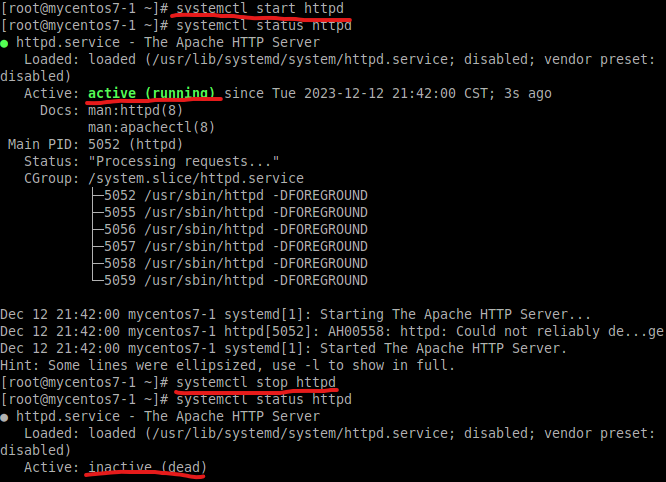 [root@mycentos7-1 ~]# systemctl start httpd
[root@mycentos7-1 ~]# systemctl status httpd
● httpd.service - The Apache HTTP Server
   Loaded: loaded (/usr/lib/systemd/system/httpd.service; disabled; vendor preset:
disabled)
   Active: active (running) since Tue 2023-12-12 21:42:00 CST; 3s ago
     Docs: man:httpd(8)
           man:apachectl(8)
 Main PID: 5052 (httpd)
   Status: "Processing requests..."
   CGroup: /system.slice/httpd.service
           ├─5052 /usr/sbin/httpd -DFOREGROUND
           ├─5055 /usr/sbin/httpd -DFOREGROUND
           ├─5056 /usr/sbin/httpd -DFOREGROUND
           ├─5057 /usr/sbin/httpd -DFOREGROUND
           ├─5058 /usr/sbin/httpd -DFOREGROUND
           └─5059 /usr/sbin/httpd -DFOREGROUND

Dec 12 21:42:00 mycentos7-1 systemd[1]: Starting The Apache HTTP Server...
Dec 12 21:42:00 mycentos7-1 httpd[5052]: AH00558: httpd: Could not reliably de...ge
Dec 12 21:42:00 mycentos7-1 systemd[1]: Started The Apache HTTP Server.
Hint: Some lines were ellipsized, use -l to show in full.
[root@mycentos7-1 ~]# systemctl stop httpd
[root@mycentos7-1 ~]# systemctl status httpd
● httpd.service - The Apache HTTP Server
   Loaded: loaded (/usr/lib/systemd/system/httpd.service; disabled; vendor preset:
disabled)
   Active: inactive (dead)